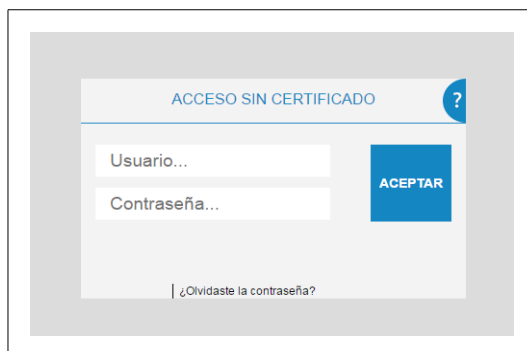 ACCESO SIN CERTIFICADO
?
Usuario...
Contraseña...
ACEPTAR
¿Olvidaste la contraseña?